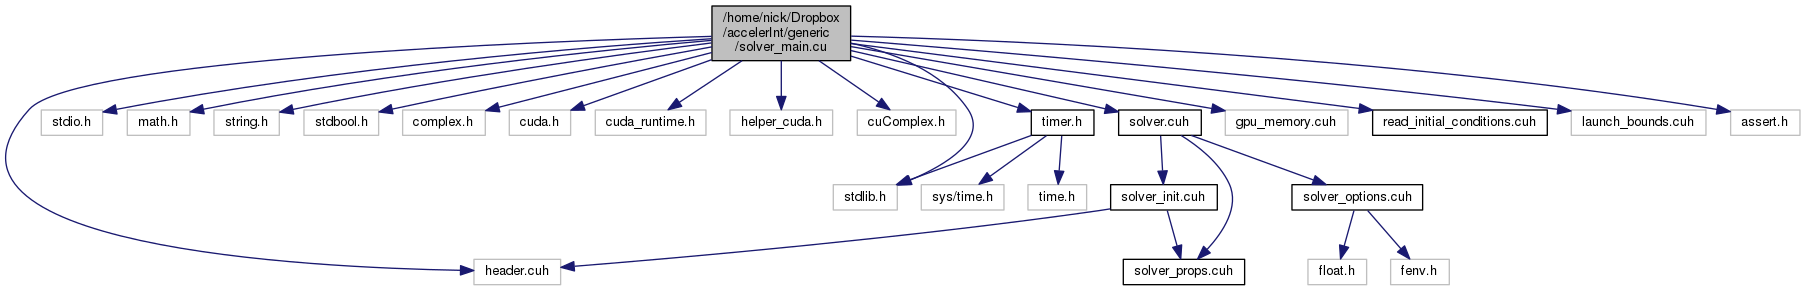 /home/nick/Dropbox
/accelerInt/generic
/solver_main.cu
stdio.h
math.h
string.h
stdbool.h
complex.h
cuda.h
cuda_runtime.h
helper_cuda.h
cuComplex.h
timer.h
solver.cuh
gpu_memory.cuh
read_initial_conditions.cuh
launch_bounds.cuh
assert.h
stdlib.h
sys/time.h
time.h
solver_init.cuh
solver_options.cuh
header.cuh
solver_props.cuh
float.h
fenv.h